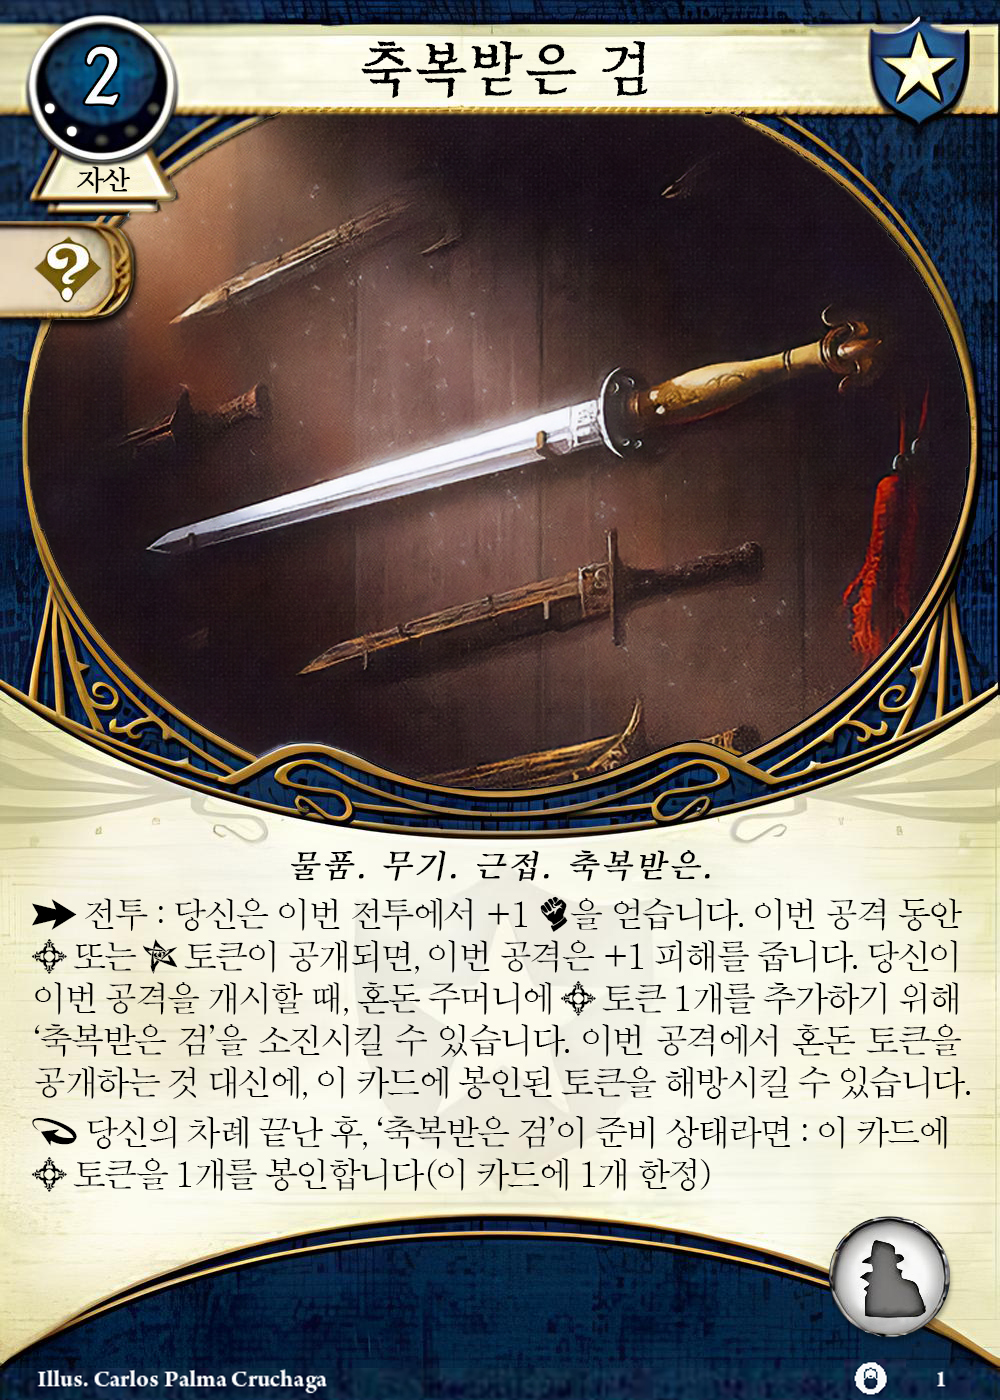 2
축복받은 검
자산
?
물품. 무기. 근접. 축복받은.
전투 : 당신은 이번 전투에서 +1 을 얻습니다. 이번 공격 동안
또는 토큰이 공개되면, 이번 공격은 +1 피해를 줍니다. 당신이
이번 공격을 개시할 때, 혼돈 주머니에 토큰 1개를 추가하기 위해
‘축복받은 검’을 소진시킬 수 있습니다. 이번 공격에서 혼돈 토큰을
공개하는 것 대신에, 이 카드에 봉인된 토큰을 해방시킬 수 있습니다.
당신의 차례 끝난 후, ‘축복받은 검’이 준비 상태라면 : 이 카드에
토큰을 1개를 봉인합니다(이 카드에 1개 한정)
Illus. Carlos Palma Cruchaga
1